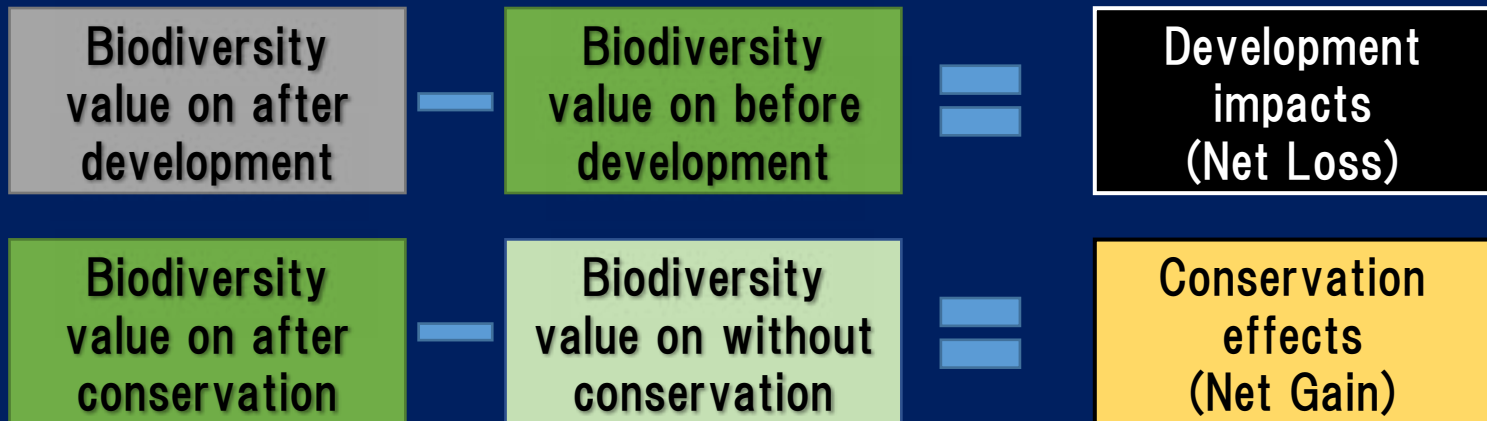 Biodiversity
value on after
development
Biodiversity
value on before
development
Development
impacts
(Net Loss)
Biodiversity
value on after
conservation
Biodiversity
value on without
conservation
Conservation
effects
(Net Gain)